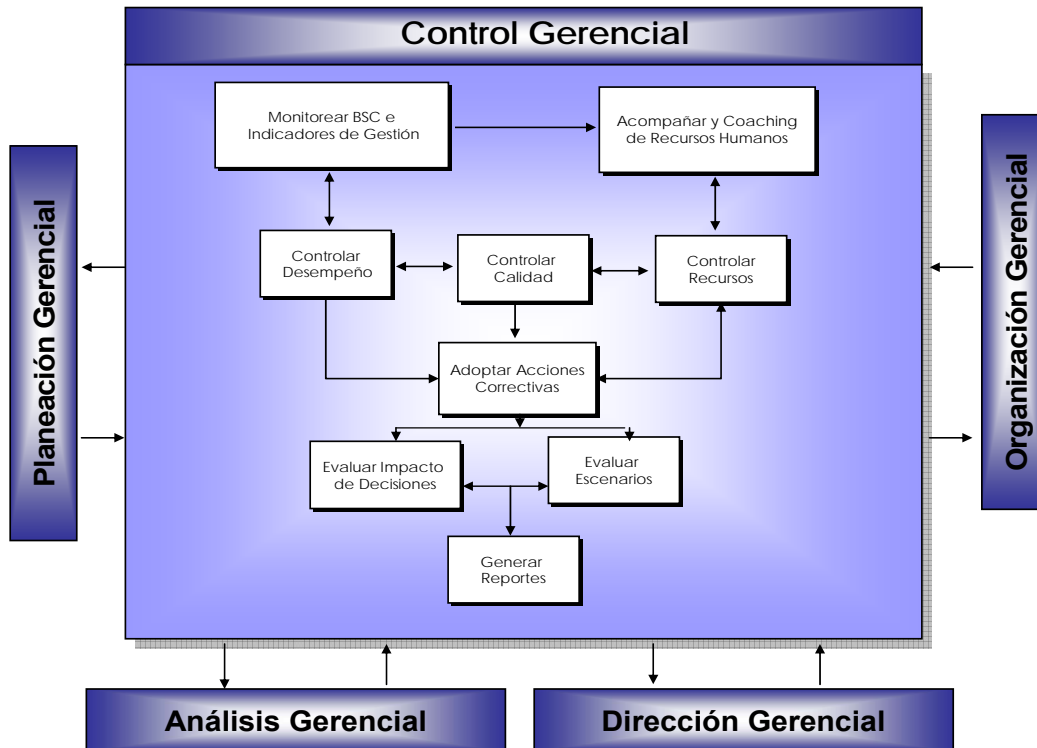 Control Gerencial
Monitorear BSC e
Indicadores de Gestión
Acompañar y Coaching
de Recursos Humanos
Planeación Gerencial
Organización Gerencial
Controlar
Desempeño
Controlar
Calidad
Controlar
Recursos
Adoptar Acciones
Correctivas
Evaluar Impacto
de Decisiones
Evaluar
Escenarios
Generar
Reportes
Análisis Gerencial
Dirección Gerencial